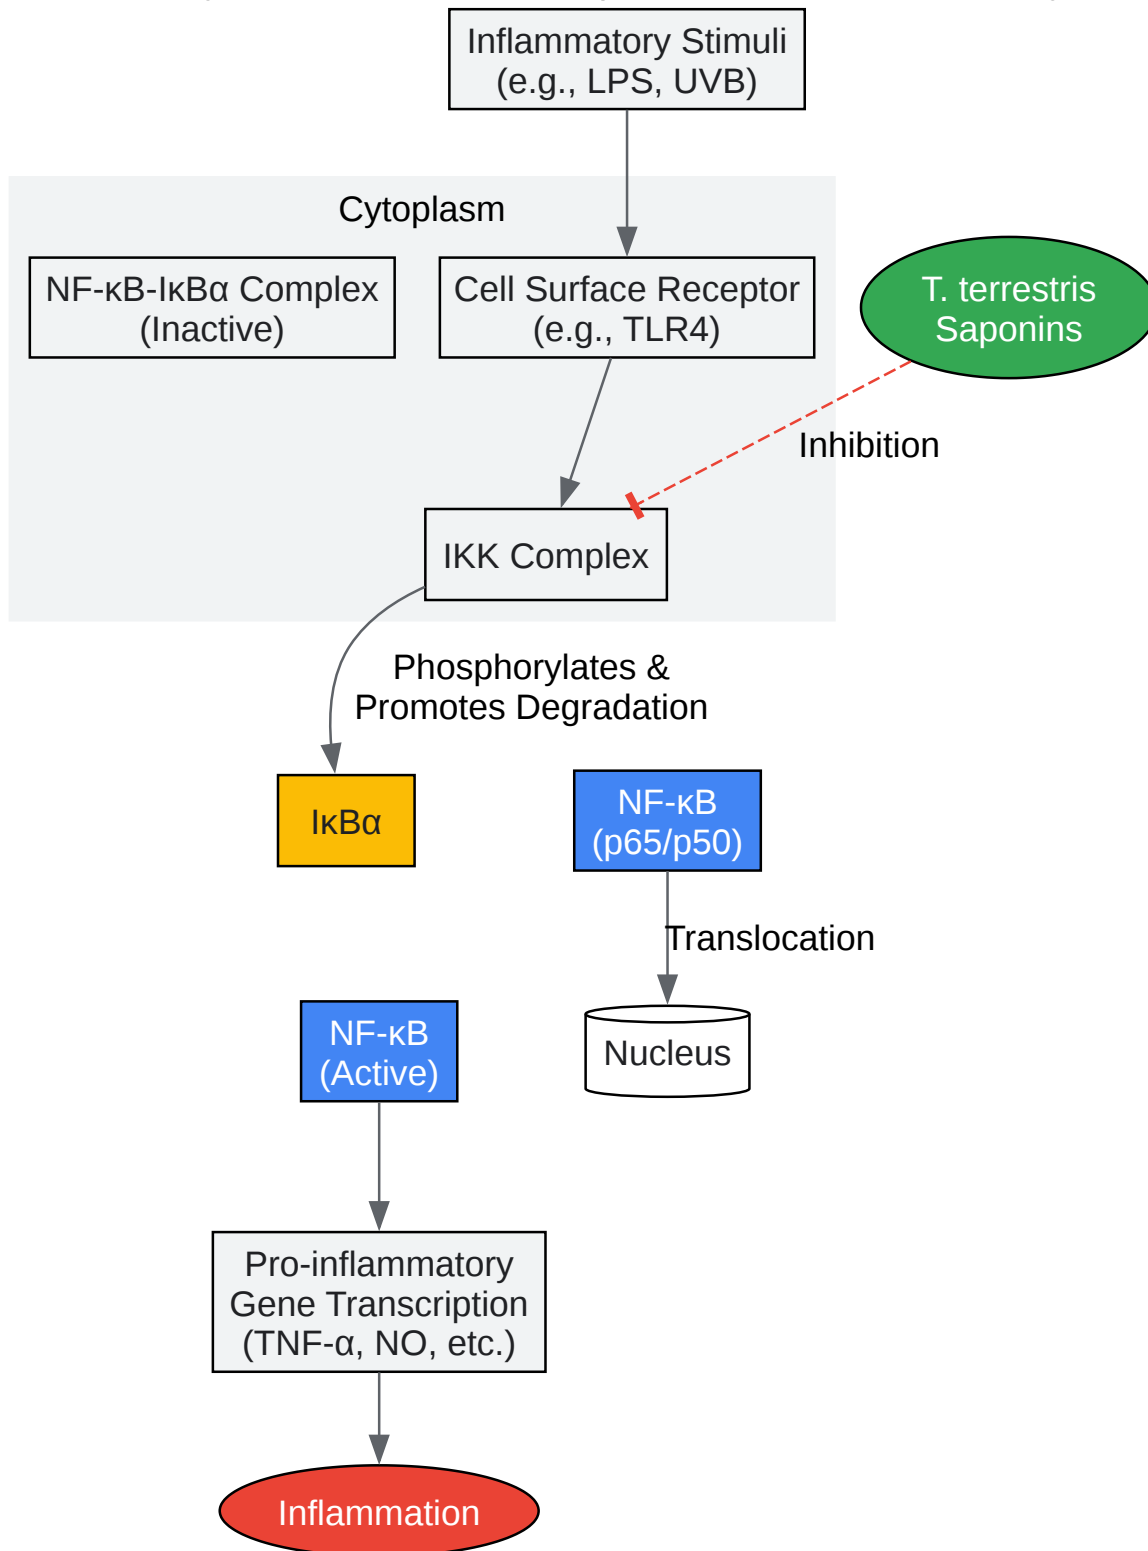 Inflammatory Stimuli
(e.g., LPS, UVB)
Cytoplasm
NF-κB-IκBα Complex
(Inactive)
Cell Surface Receptor
(e.g., TLR4)
T. terrestris
Saponins
Inhibition
IKK Complex
Phosphorylates &
Promotes Degradation
IκBα
NF-κB
(p65/p50)
Translocation
NF-κB
(Active)
Nucleus
Pro-inflammatory
Gene Transcription
(TNF-α, NO, etc.)
Inflammation